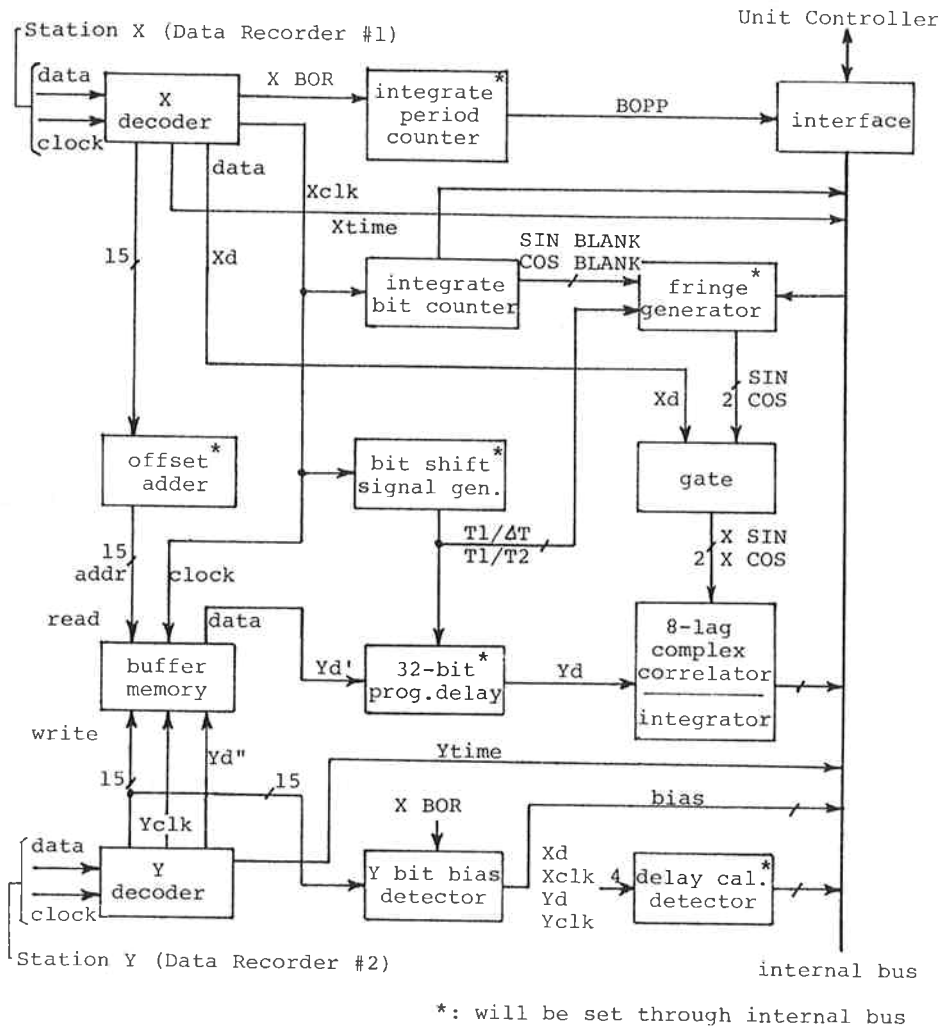 Unit Controller
Station X (Data Recorder #1)
data
clock
X
decoder
X BOR
integrate*
period
counter
BOPP
interface
data
Xclk
Xtime
15
Xd
SIN BLANK
COS BLANK
integrate
bit counter
fringe*
generator
Xd
2
SIN
COS
offset*
adder
bit shift*
signal gen.
gate
T1/ΔT
T1/T2
15
addr
clock
2
X SIN
X COS
read
data
buffer
memory
Yd'
32-bit*
prog.delay
Yd
8-lag
complex
correlator
integrator
write
Yd"
15
15
Yclk
Ytime
bias
X BOR
data
clock
Y
decoder
Y bit bias
detector
Xd
Xclk
Yd
Yclk
4
delay cal.*
detector
Station Y (Data Recorder #2)
internal bus
*: will be set through internal bus